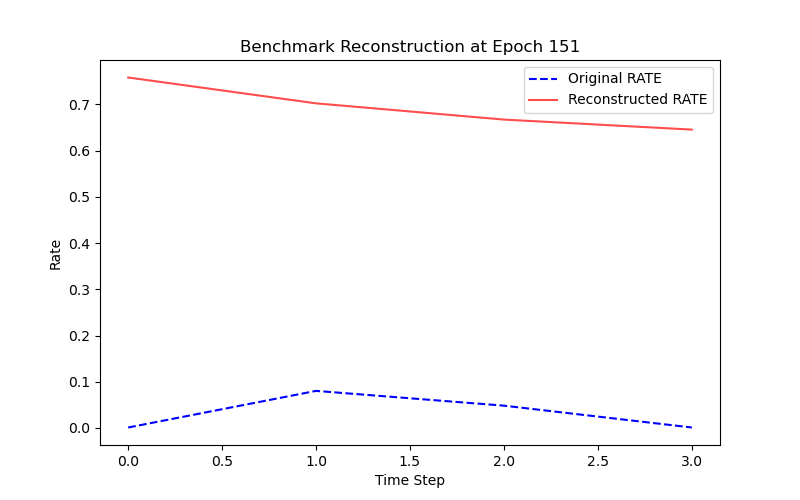 Benchmark Reconstruction at Epoch 151
Original RATE
Reconstructed RATE
0.7
0.6
0.5
0.4
0.3
0.2
0.1
0.0
Rate
0.0 0.5 1.0 1.5 2.0 2.5 3.0
Time Step